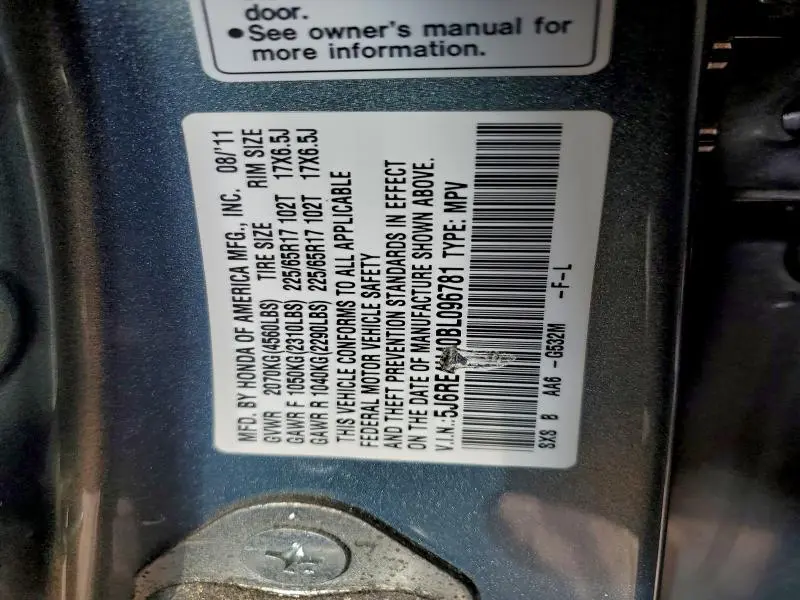 door.
•See owner's manual for
more information.
MFD. BY HONDA OF AMERICA MFG., INC. 08/'11
GVWR 2070KG(4560LBS) TIRE SIZE RIM SIZE
GAWR F 1050KG(2310LBS) 225/65R17 102T 17X6.5J
GAWR R 1040KG(2290LBS) 225/65R17 102T 17X6.5J
THIS VEHICLE CONFORMS TO ALL APPLICABLE
FEDERAL MOTOR VEHICLE SAFETY
AND THEFT PREVENTION STANDARDS IN EFFECT
ON THE DATE OF MANUFACTURE SHOWN ABOVE.
V.I.N.: TYPE: MPV
SXS B AA6 -G532M -F-L